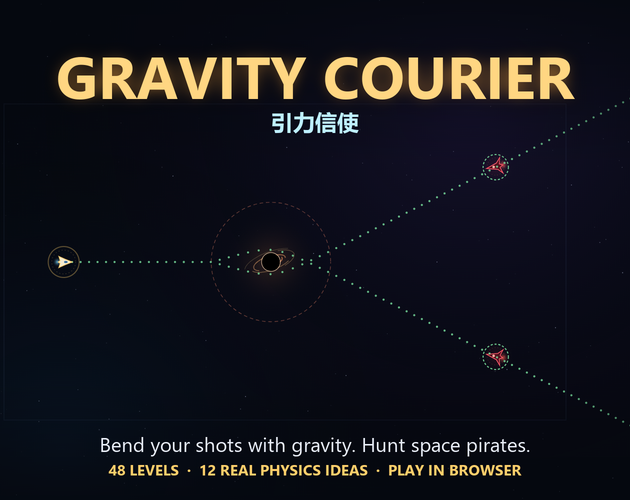 GRAVITY COURIER
引力信使
Bend your shots with gravity. Hunt space pirates.
48 LEVELS · 12 REAL PHYSICS IDEAS · PLAY IN BROWSER